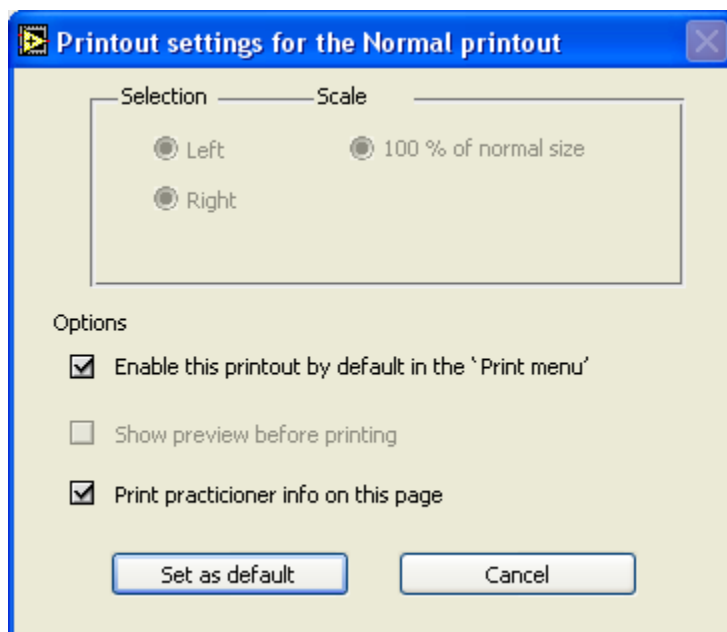 Printout settings for the Normal printout
Selection Scale
Left 100 % of normal size
Right
Options
Enable this printout by default in the ‘Print menu’
Show preview before printing
Print practicioner info on this page
Set as default Cancel